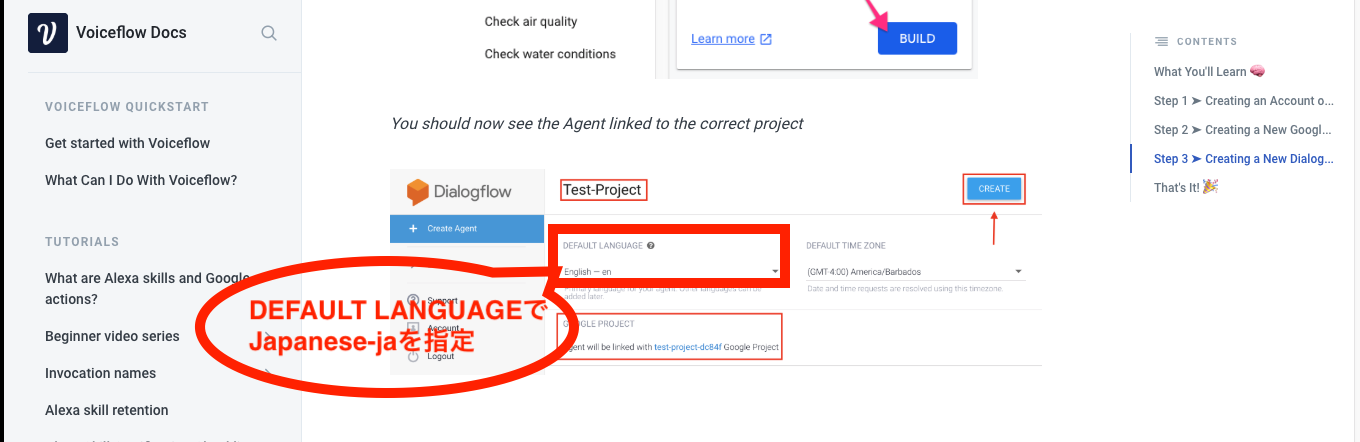 Voiceflow Docs
VOICEFLOW QUICKSTART
Get started with Voiceflow
What Can I Do With Voiceflow?
TUTORIALS
What are Alexa skills and Google
actions?
Beginner video series
Invocation names
Alexa skill retention
Check air quality
Check water conditions
Learn more
BUILD
You should now see the Agent linked to the correct project
Dialogflow
Test-Project
CREATE
Create Agent
DEFAULT LANGUAGE
English — en
Primary language for your agent. Other languages can be
added later.
DEFAULT TIME ZONE
(GMT-4:00) America/Barbados
Date and time requests are resolved using this timezone.
Support
Account
Logout
GOOGLE PROJECT
Agent will be linked with test-project-dc84f Google Project
DEFAULT LANGUAGEで
Japanese-jaを指定
CONTENTS
What You'll Learn 🧠
Step 1 ➤ Creating an Account o...
Step 2 ➤ Creating a New Googl...
Step 3 ➤ Creating a New Dialog...
That's It! 🎉